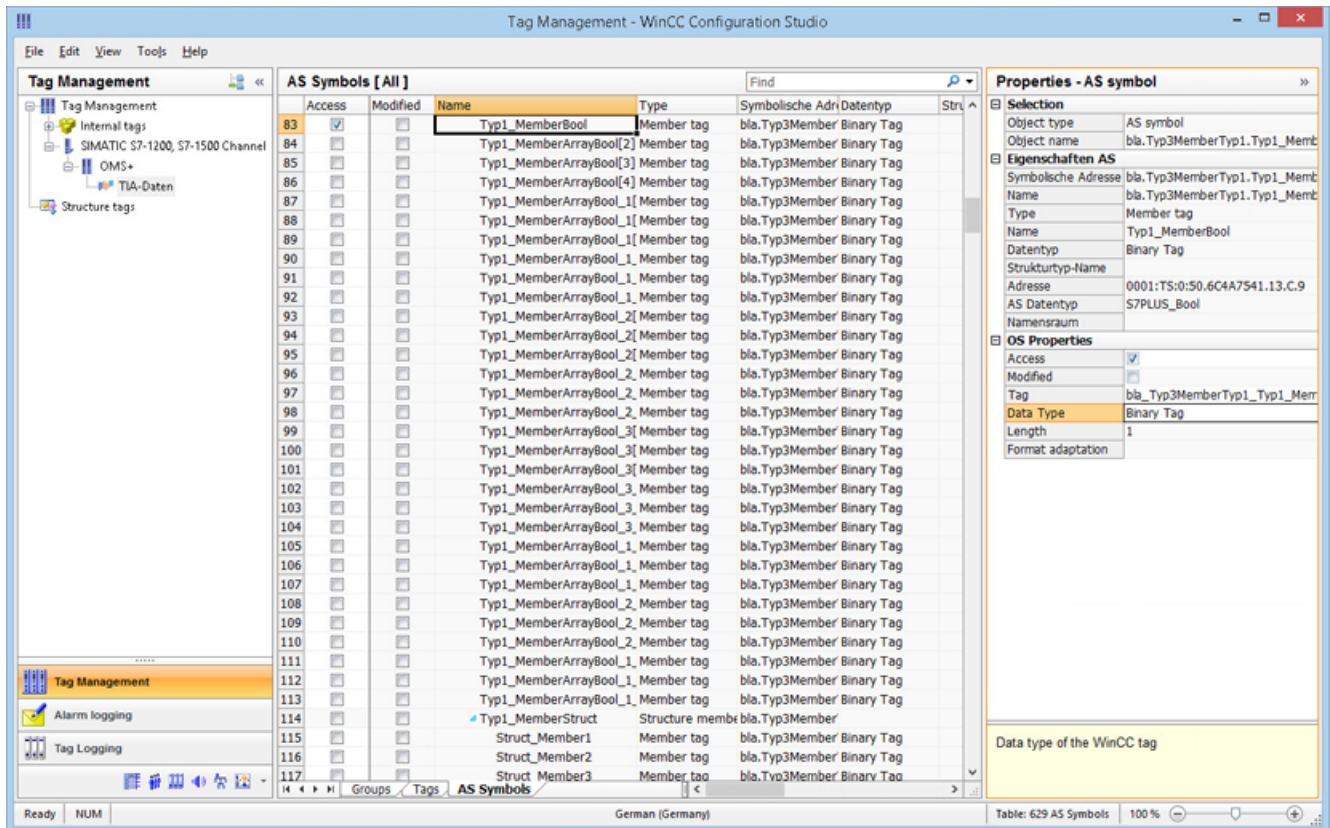 Tag Management - WinCC Configuration Studio
File Edit View Tools Help
Tag Management «
Tag Management
Internal tags
SIMATIC S7-1200, S7-1500 Channel
OMS+
TIA-Daten
Structure tags
Tag Management
Alarm logging
Tag Logging
AS Symbols [ All ] Find
Access Modified Name Type Symbolische Adr Datentyp Stru
83 Typ1_MemberBool Member tag bla.Typ3Member Binary Tag
84 Typ1_MemberArrayBool[2] Member tag bla.Typ3Member Binary Tag
85 Typ1_MemberArrayBool[3] Member tag bla.Typ3Member Binary Tag
86 Typ1_MemberArrayBool[4] Member tag bla.Typ3Member Binary Tag
87 Typ1_MemberArrayBool_1[ Member tag bla.Typ3Member Binary Tag
88 Typ1_MemberArrayBool_1[ Member tag bla.Typ3Member Binary Tag
89 Typ1_MemberArrayBool_1[ Member tag bla.Typ3Member Binary Tag
90 Typ1_MemberArrayBool_1_ Member tag bla.Typ3Member Binary Tag
91 Typ1_MemberArrayBool_1_ Member tag bla.Typ3Member Binary Tag
92 Typ1_MemberArrayBool_1_ Member tag bla.Typ3Member Binary Tag
93 Typ1_MemberArrayBool_2[ Member tag bla.Typ3Member Binary Tag
94 Typ1_MemberArrayBool_2[ Member tag bla.Typ3Member Binary Tag
95 Typ1_MemberArrayBool_2[ Member tag bla.Typ3Member Binary Tag
96 Typ1_MemberArrayBool_2_ Member tag bla.Typ3Member Binary Tag
97 Typ1_MemberArrayBool_2_ Member tag bla.Typ3Member Binary Tag
98 Typ1_MemberArrayBool_2_ Member tag bla.Typ3Member Binary Tag
99 Typ1_MemberArrayBool_3[ Member tag bla.Typ3Member Binary Tag
100 Typ1_MemberArrayBool_3[ Member tag bla.Typ3Member Binary Tag
101 Typ1_MemberArrayBool_3[ Member tag bla.Typ3Member Binary Tag
102 Typ1_MemberArrayBool_3_ Member tag bla.Typ3Member Binary Tag
103 Typ1_MemberArrayBool_3_ Member tag bla.Typ3Member Binary Tag
104 Typ1_MemberArrayBool_3_ Member tag bla.Typ3Member Binary Tag
105 Typ1_MemberArrayBool_1_ Member tag bla.Typ3Member Binary Tag
106 Typ1_MemberArrayBool_1_ Member tag bla.Typ3Member Binary Tag
107 Typ1_MemberArrayBool_1_ Member tag bla.Typ3Member Binary Tag
108 Typ1_MemberArrayBool_2_ Member tag bla.Typ3Member Binary Tag
109 Typ1_MemberArrayBool_2_ Member tag bla.Typ3Member Binary Tag
110 Typ1_MemberArrayBool_2_ Member tag bla.Typ3Member Binary Tag
111 Typ1_MemberArrayBool_1_ Member tag bla.Typ3Member Binary Tag
112 Typ1_MemberArrayBool_1_ Member tag bla.Typ3Member Binary Tag
113 Typ1_MemberArrayBool_1_ Member tag bla.Typ3Member Binary Tag
114 Typ1_MemberStruct Structure membe bla.Typ3Member
115 Struct_Member1 Member tag bla.Typ3Member Binary Tag
116 Struct_Member2 Member tag bla.Typ3Member Binary Tag
117 Struct_Member3 Member tag bla.Typ3Member Binary Tag
Groups Tags AS Symbols
Properties - AS symbol »
Selection
Object type AS symbol
Object name bla.Typ3MemberTyp1.Typ1_Memb
Eigenschaften AS
Symbolische Adresse bla.Typ3MemberTyp1.Typ1_Memb
Name bla.Typ3MemberTyp1.Typ1_Memb
Type Member tag
Name Typ1_MemberBool
Datentyp Binary Tag
Strukturtyp-Name
Adresse 0001:TS:0:50.6C4A7541.13.C.9
AS Datentyp S7PLUS_Bool
Namensraum
OS Properties
Access
Modified
Tag bla_Typ3MemberTyp1_Typ1_Mem
Data Type Binary Tag
Length 1
Format adaptation
Data type of the WinCC tag
Ready NUM German (Germany) Table: 629 AS Symbols 100 %